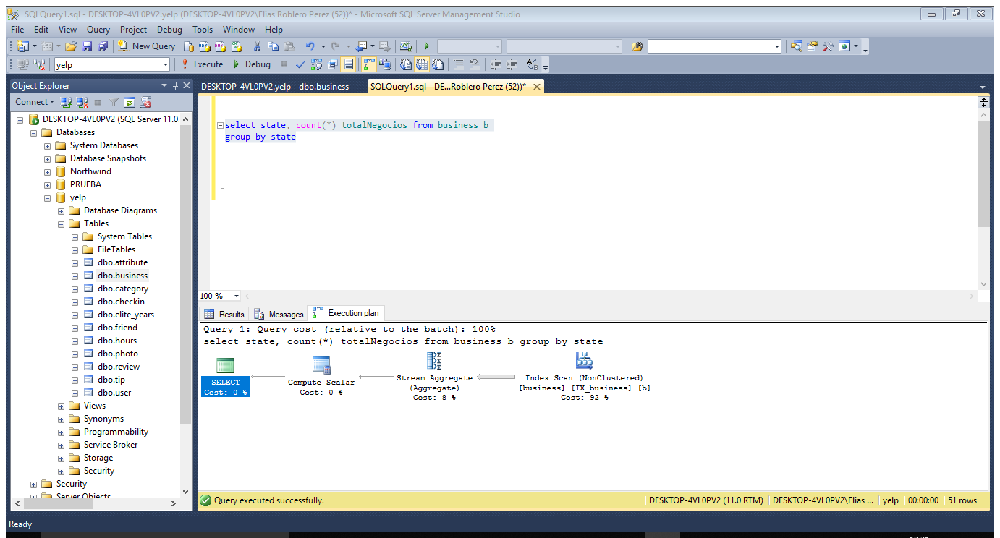 SQLQuery1.sql - DESKTOP-4VL0PV2.yelp (DESKTOP-4VL0PV2\Elias Roblero Perez (52))* - Microsoft SQL Server Management Studio
File Edit View Query Project Debug Tools Window Help
New Query
yelp Execute Debug
Object Explorer
Connect
DESKTOP-4VL0PV2 (SQL Server 11.0.
Databases
System Databases
Database Snapshots
Northwind
PRUEBA
yelp
Database Diagrams
Tables
System Tables
FileTables
dbo.attribute
dbo.business
dbo.category
dbo.checkin
dbo.elite_years
dbo.friend
dbo.hours
dbo.photo
dbo.review
dbo.tip
dbo.user
Views
Synonyms
Programmability
Service Broker
Storage
Security
Security
Server Objects
DESKTOP-4VL0PV2.yelp - dbo.business SQLQuery1.sql - DE...Roblero Perez (52))*
select state, count(*) totalNegocios from business b
group by state
100 %
Results Messages Execution plan
Query 1: Query cost (relative to the batch): 100%
select state, count(*) totalNegocios from business b group by state
SELECT
Cost: 0 %
Compute Scalar
Cost: 0 %
Stream Aggregate
(Aggregate)
Cost: 8 %
Index Scan (NonClustered)
[business].[IX_business] [b]
Cost: 92 %
Query executed successfully. DESKTOP-4VL0PV2 (11.0 RTM) DESKTOP-4VL0PV2\Elias ... yelp 00:00:00 51 rows
Ready